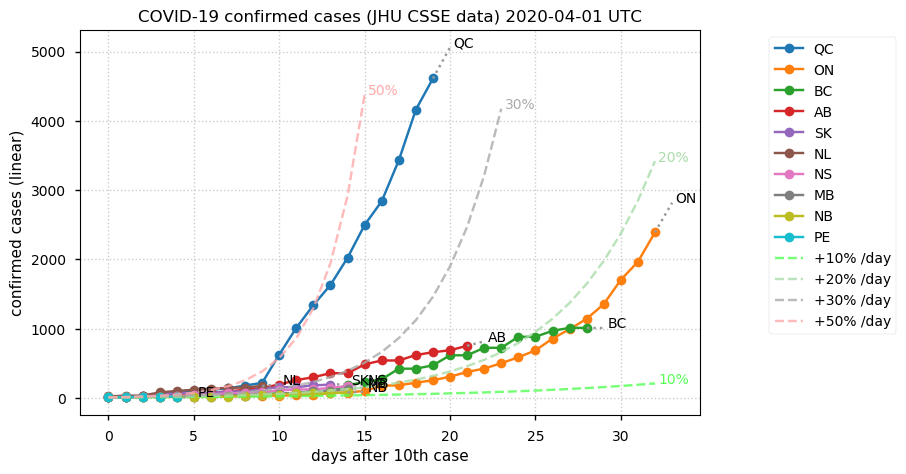 COVID-19 confirmed cases (JHU CSSE data) 2020-04-01 UTC
confirmed cases (linear)
5000
4000
3000
2000
1000
0
0
5
10
15
20
25
30
days after 10th case
QC
50%
30%
20%
ON
BC
AB
10%
NL
SK
NS
NB
PE
QC
ON
BC
AB
SK
NL
NS
MB
NB
PE
+10% /day
+20% /day
+30% /day
+50% /day